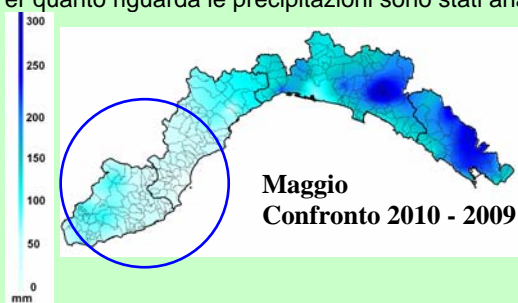 er quanto riguarda le precipitazioni sono stati ana
300
250
200
150
100
50
0
mm
Maggio
Confronto 2010 - 2009